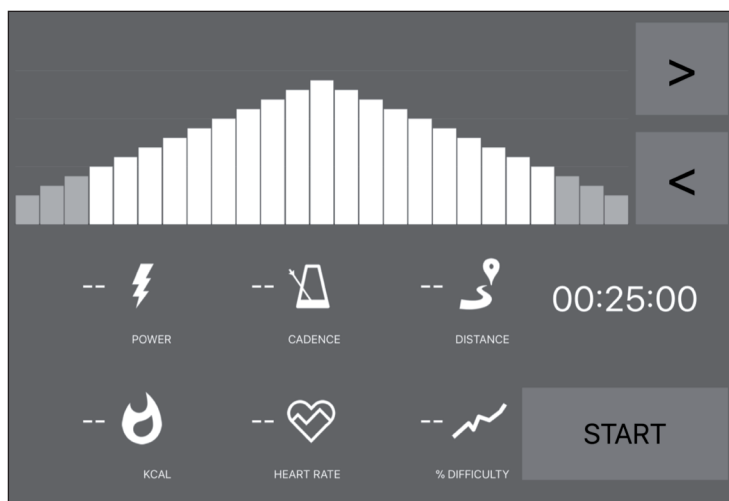 >
<
--
--
--
00:25:00
POWER
CADENCE
DISTANCE
--
--
--
START
KCAL
HEART RATE
% DIFFICULTY